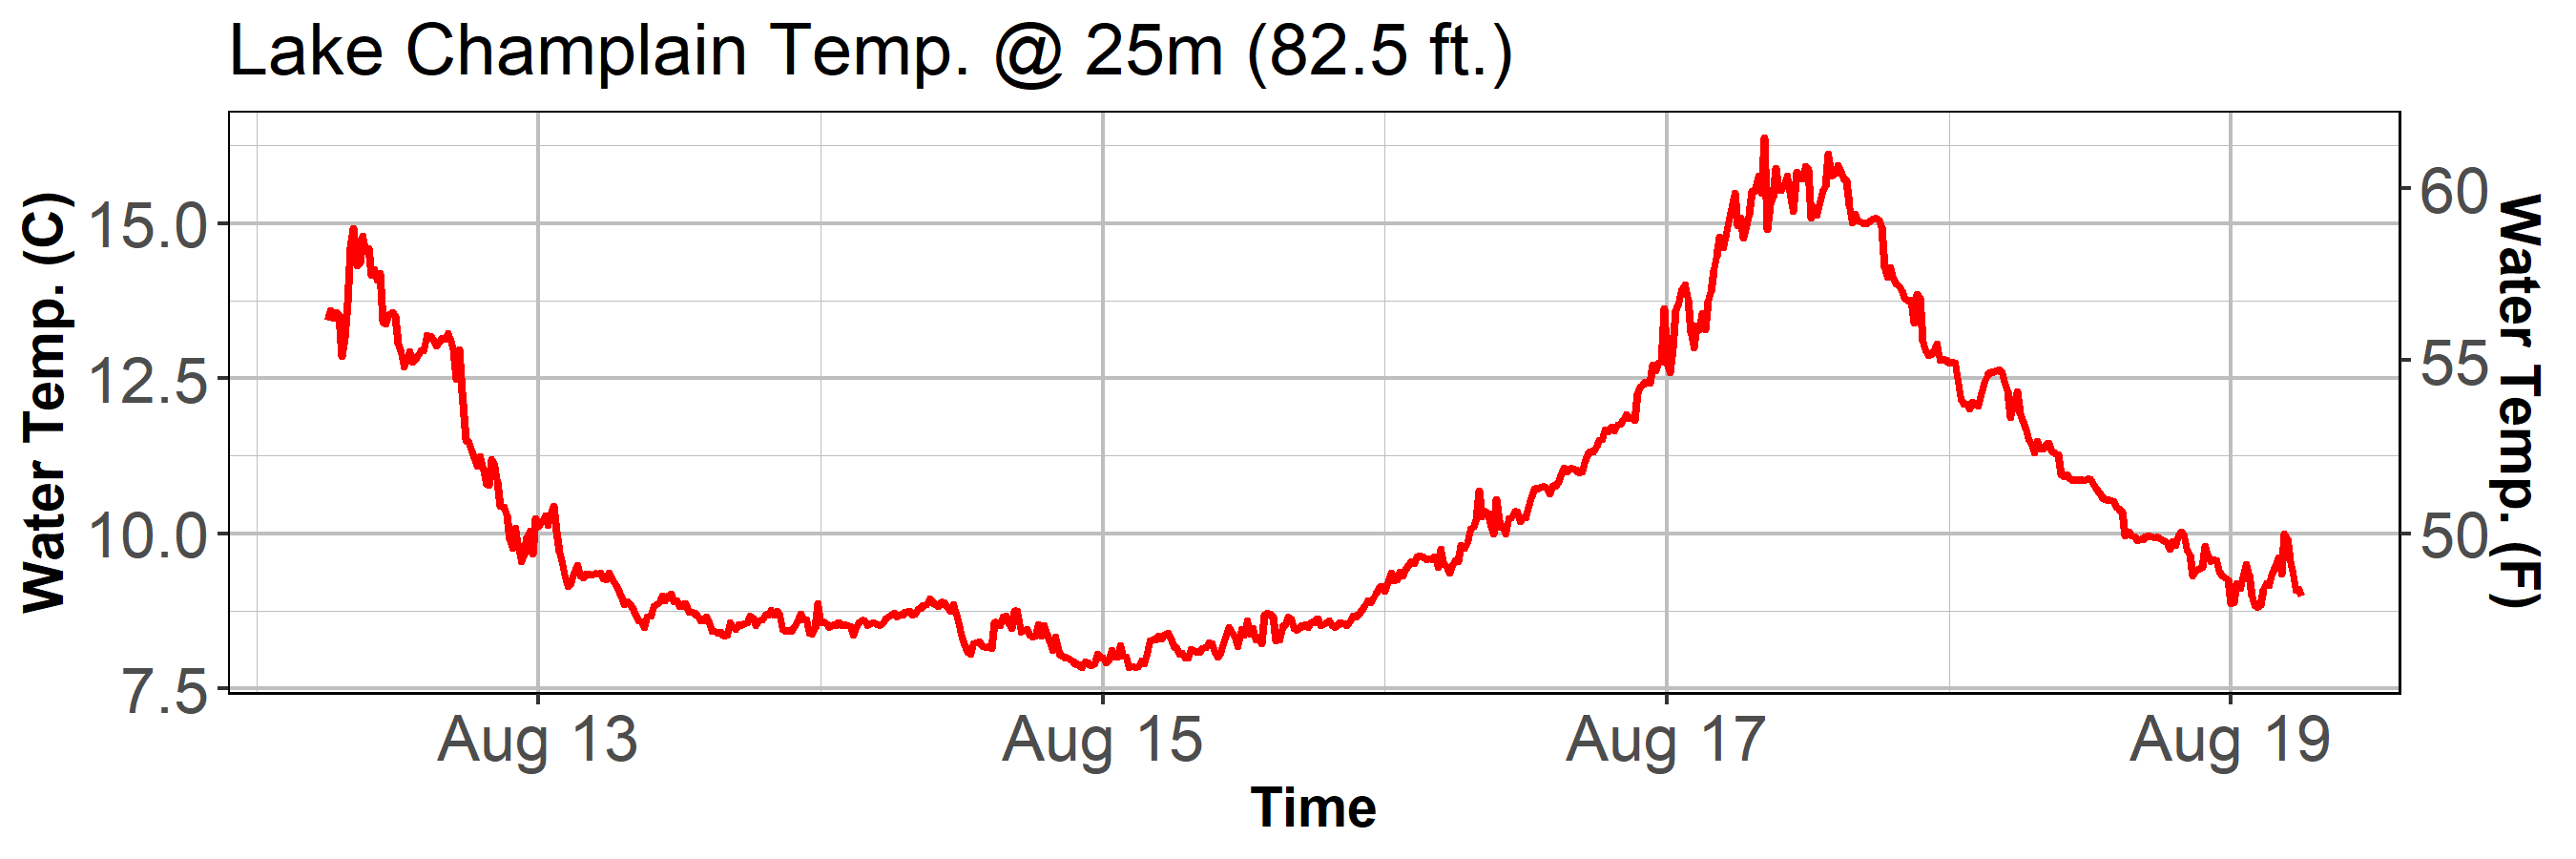 Lake Champlain Temp. @ 25m (82.5 ft.)
Water Temp. (C)
15.0
12.5
10.0
7.5
60
55
50
Water Temp. (F)
Aug 13 Aug 15 Aug 17 Aug 19
Time